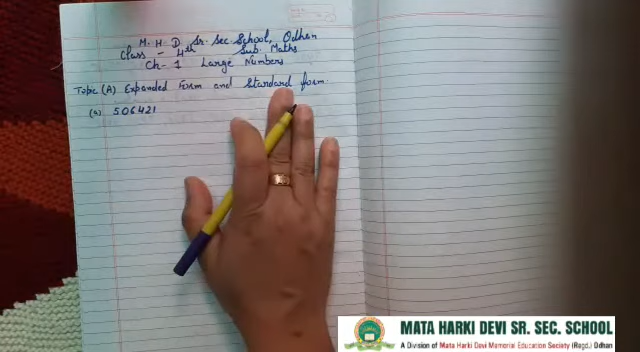 M. H. D. Sr. Sec. School, Odhan
Class - 4th Sub. Maths
Ch- 1 Large Numbers
Topic (A) Expanded Form and Standard form.
(a) 506421
MATA HARKI DEVI SR. SEC. SCHOOL
A Division of Mata Harki Devi Memorial Education Society (Regd.) Odhan